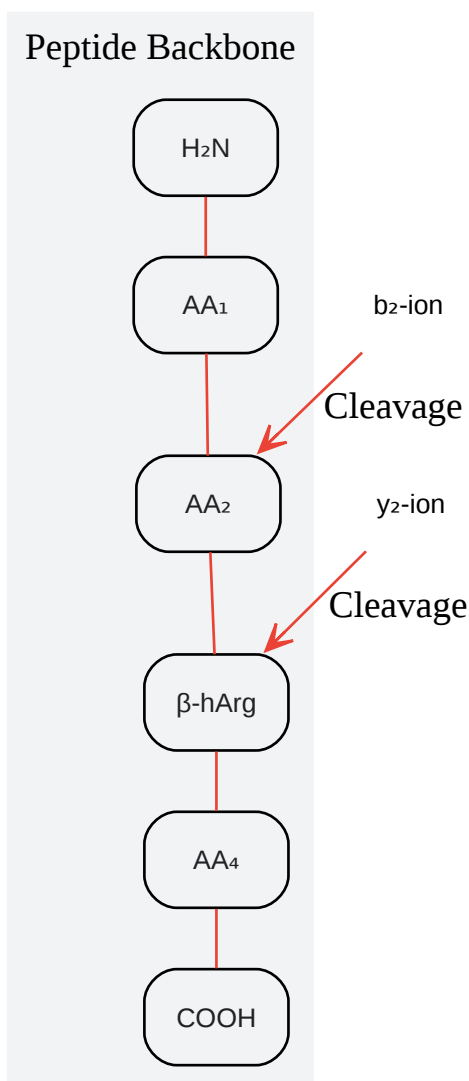 Peptide Backbone
H₂N
AA₁
b₂-ion
Cleavage
AA₂
y₂-ion
Cleavage
β-hArg
AA₄
COOH